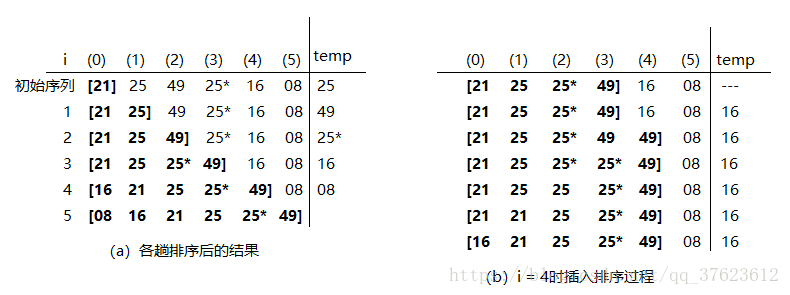 i (0) (1) (2) (3) (4) (5) temp
初始序列 [21] 25 49 25* 16 08 25
1 [21 25] 49 25* 16 08 49
2 [21 25 49] 25* 16 08 25*
3 [21 25 25* 49] 16 08 16
4 [16 21 25 25* 49] 08 08
5 [08 16 21 25 25* 49]
(a) 各趟排序后的结果
(0) (1) (2) (3) (4) (5) temp
[21 25 25* 49] 16 08 ---
[21 25 25* 49] 16 08 16
[21 25 25* 49 49] 08 16
[21 25 25* 25* 49] 08 16
[21 25 25 25* 49] 08 16
[21 21 25 25* 49] 08 16
[16 21 25 25* 49] 08 16
(b) i = 4时插入排序过程